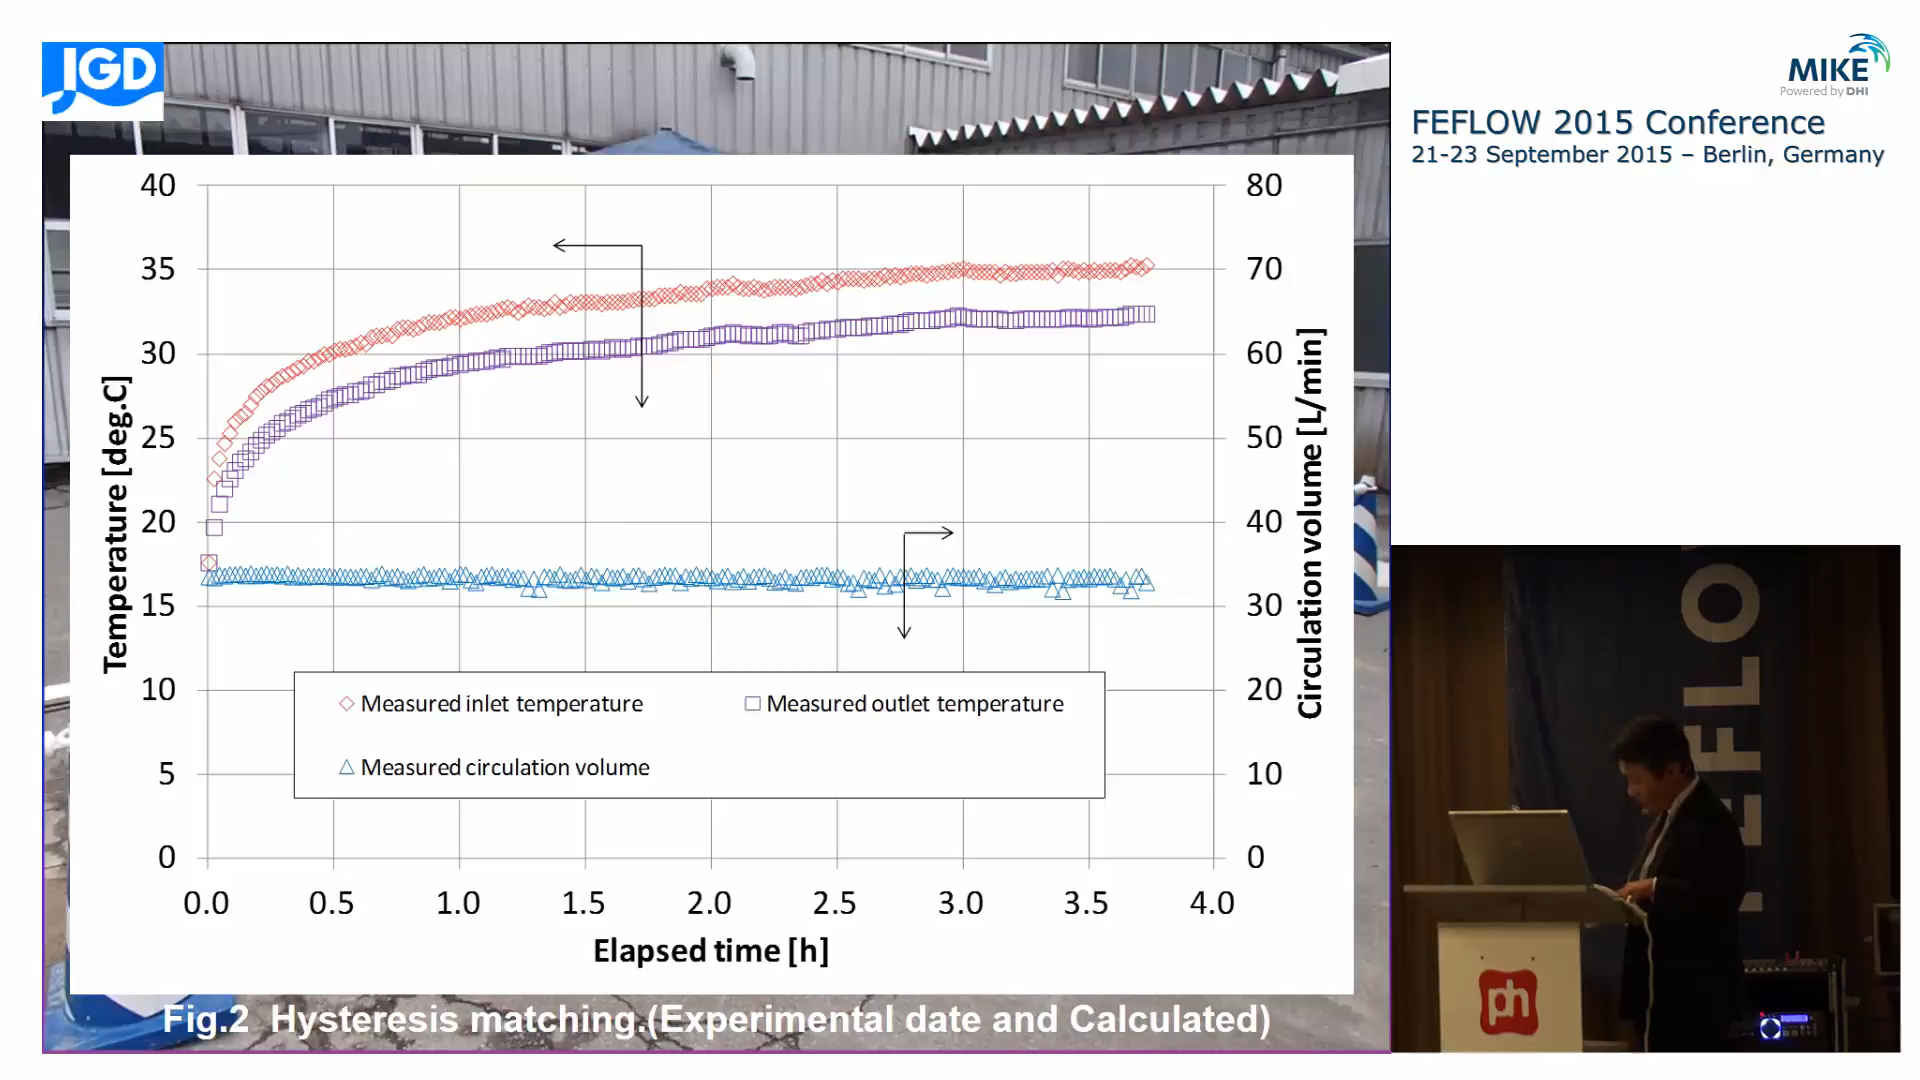 JGD
MIKE
Powered by DHI
FEFLOW 2015 Conference
21-23 September 2015 – Berlin, Germany
40
35
30
25
20
15
10
5
0
Temperature [deg.C]
80
70
60
50
40
30
20
10
0
Circulation volume [L/min]
Measured inlet temperature
Measured outlet temperature
Measured circulation volume
0.0 0.5 1.0 1.5 2.0 2.5 3.0 3.5 4.0
Elapsed time [h]
Fig.2 Hysteresis matching.(Experimental date and Calculated)
FEFLO
ph